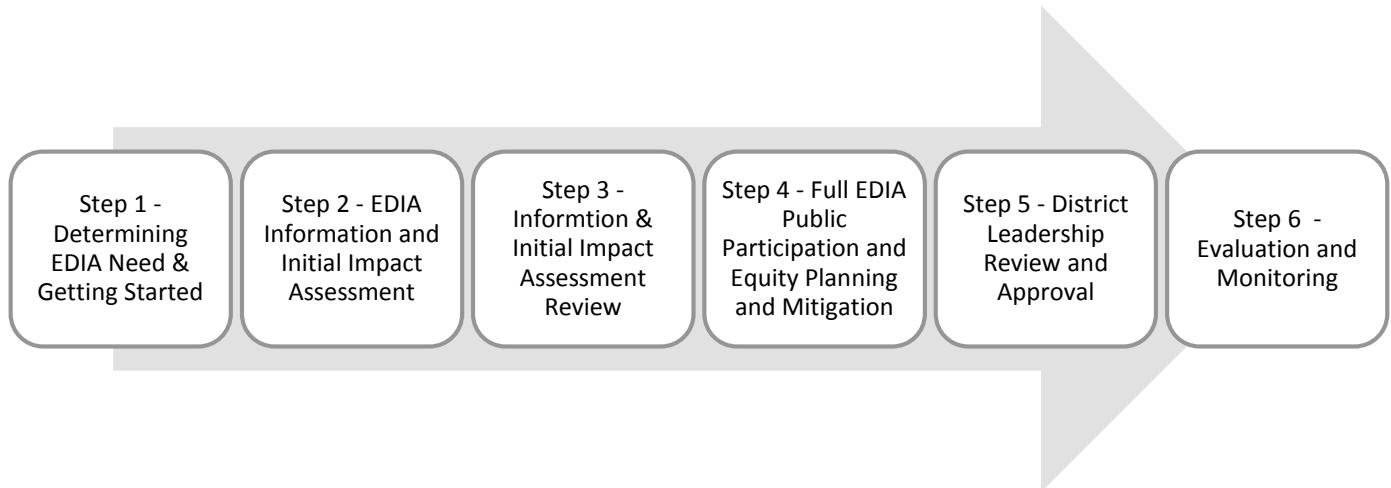 Step 1 -
Determining
EDIA Need &
Getting Started
Step 2 - EDIA
Information and
Initial Impact
Assessment
Step 3 -
Informtion &
Initial Impact
Assessment
Review
Step 4 - Full EDIA
Public
Participation and
Equity Planning
and Mitigation
Step 5 - District
Leadership
Review and
Approval
Step 6 -
Evaluation and
Monitoring